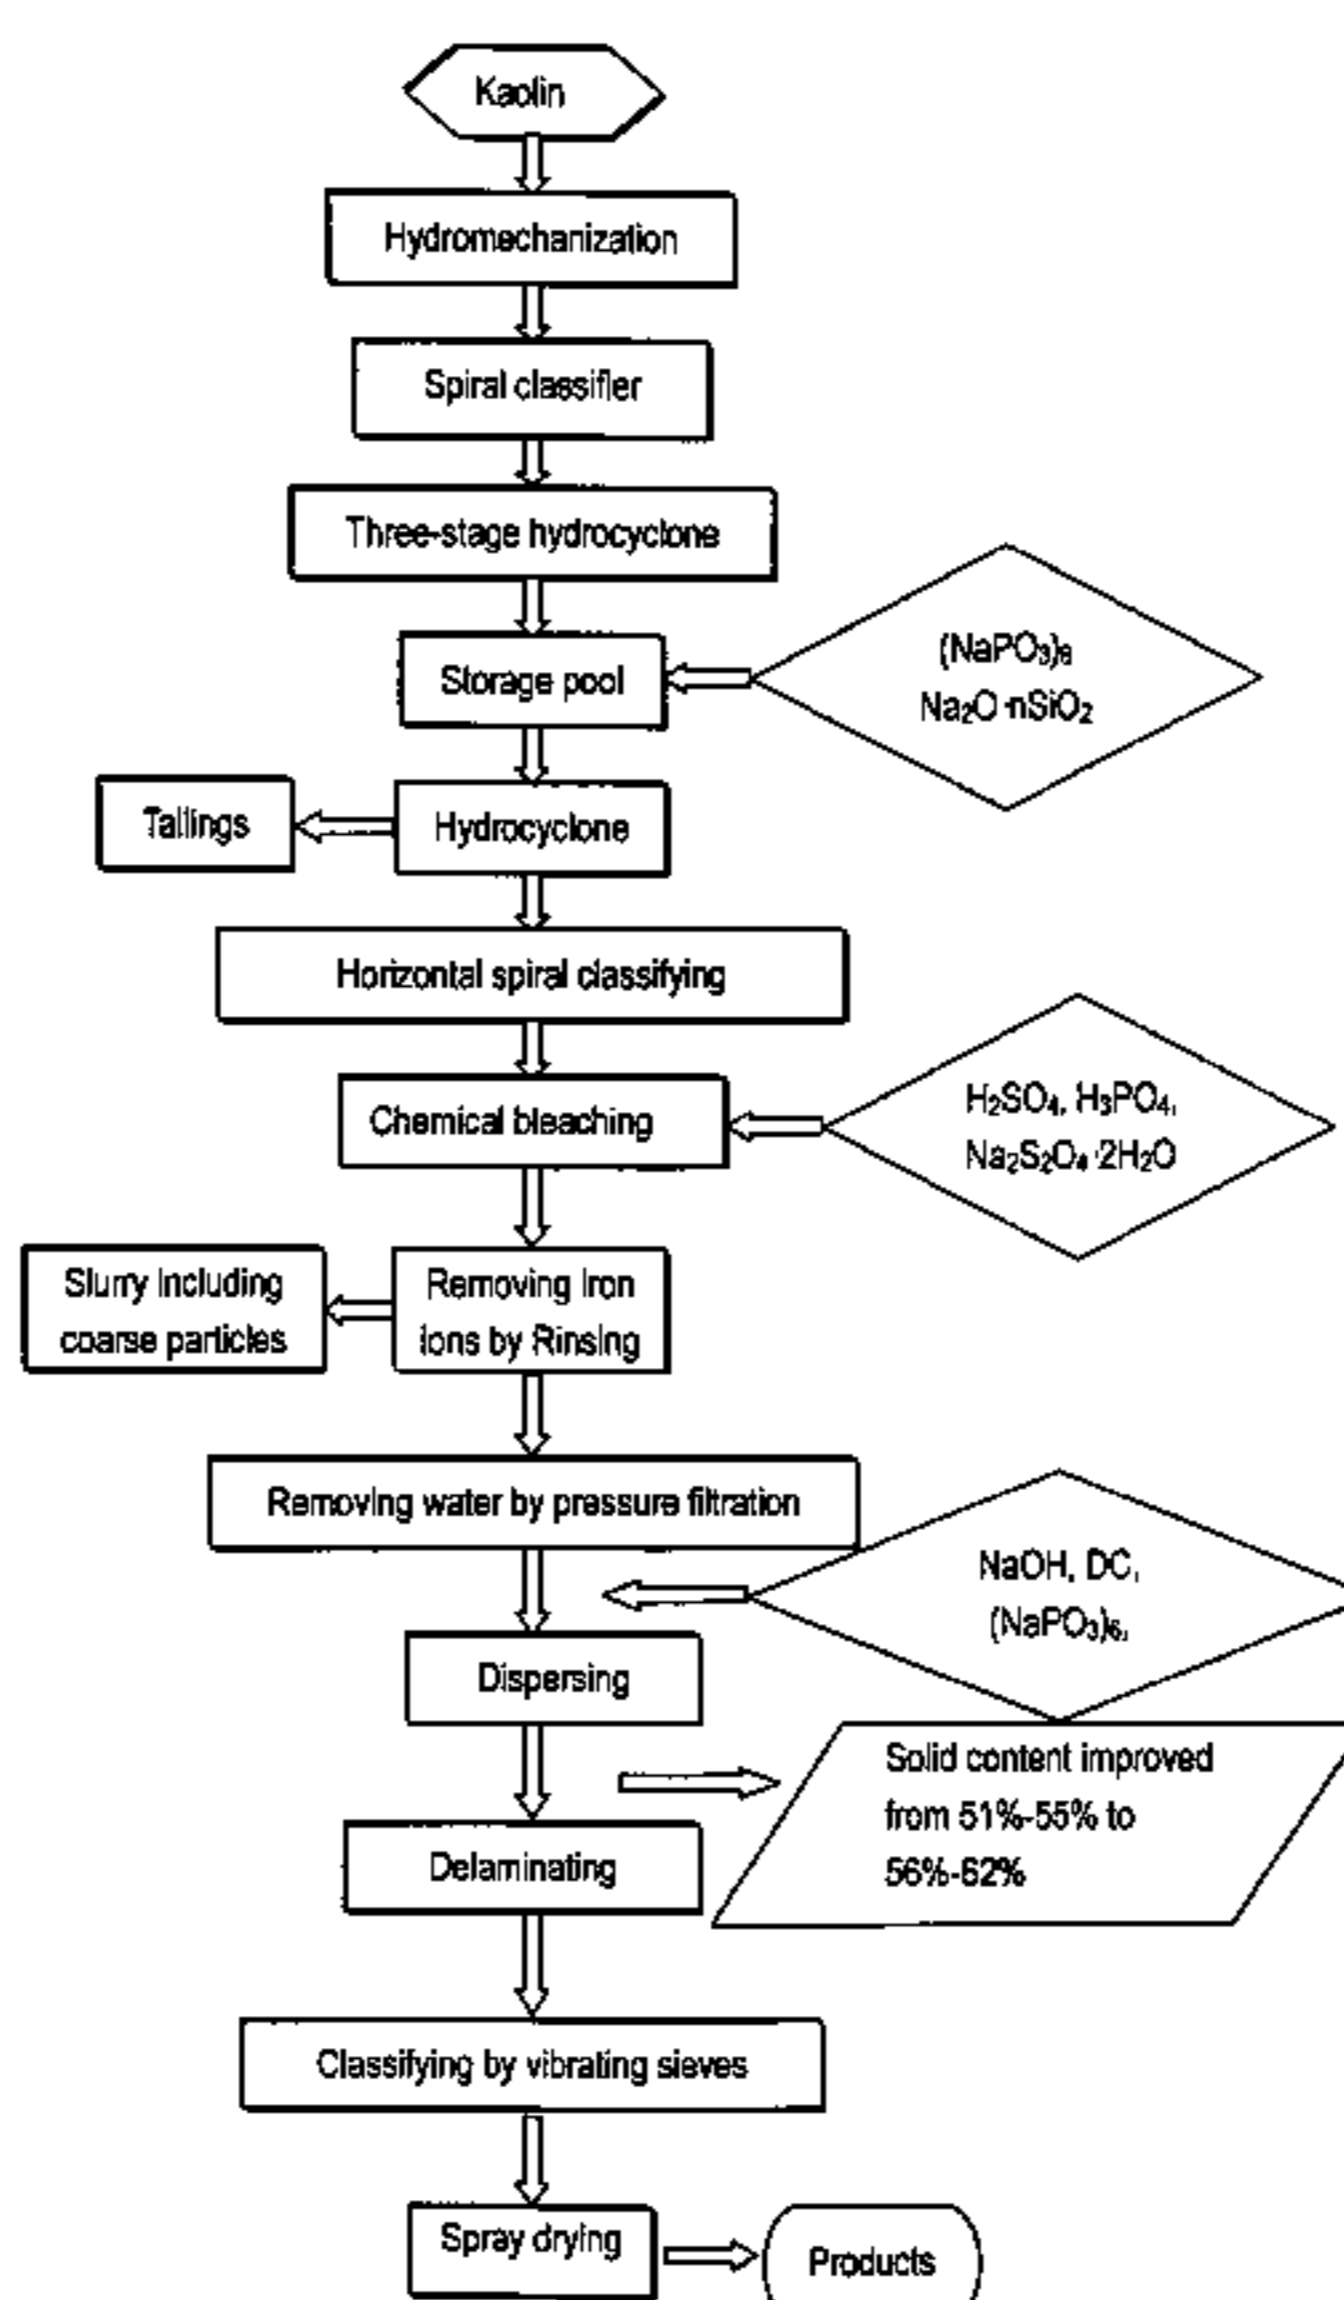 Kaolin
Hydromechanization
Spiral classifier
Three-stage hydrocyclone
Storage pool
(NaPO₃)₆
Na₂O·nSiO₂
Tailings
Hydrocyclone
Horizontal spiral classifying
Chemical bleaching
H₂SO₄, H₃PO₄,
Na₂S₂O₄·2H₂O
Slurry including
coarse particles
Removing iron
ions by Rinsing
Removing water by pressure filtration
NaOH, DC,
(NaPO₃)₆,
Dispersing
Solid content improved
from 51%-55% to
56%-62%
Delaminating
Classifying by vibrating sieves
Spray drying
Products